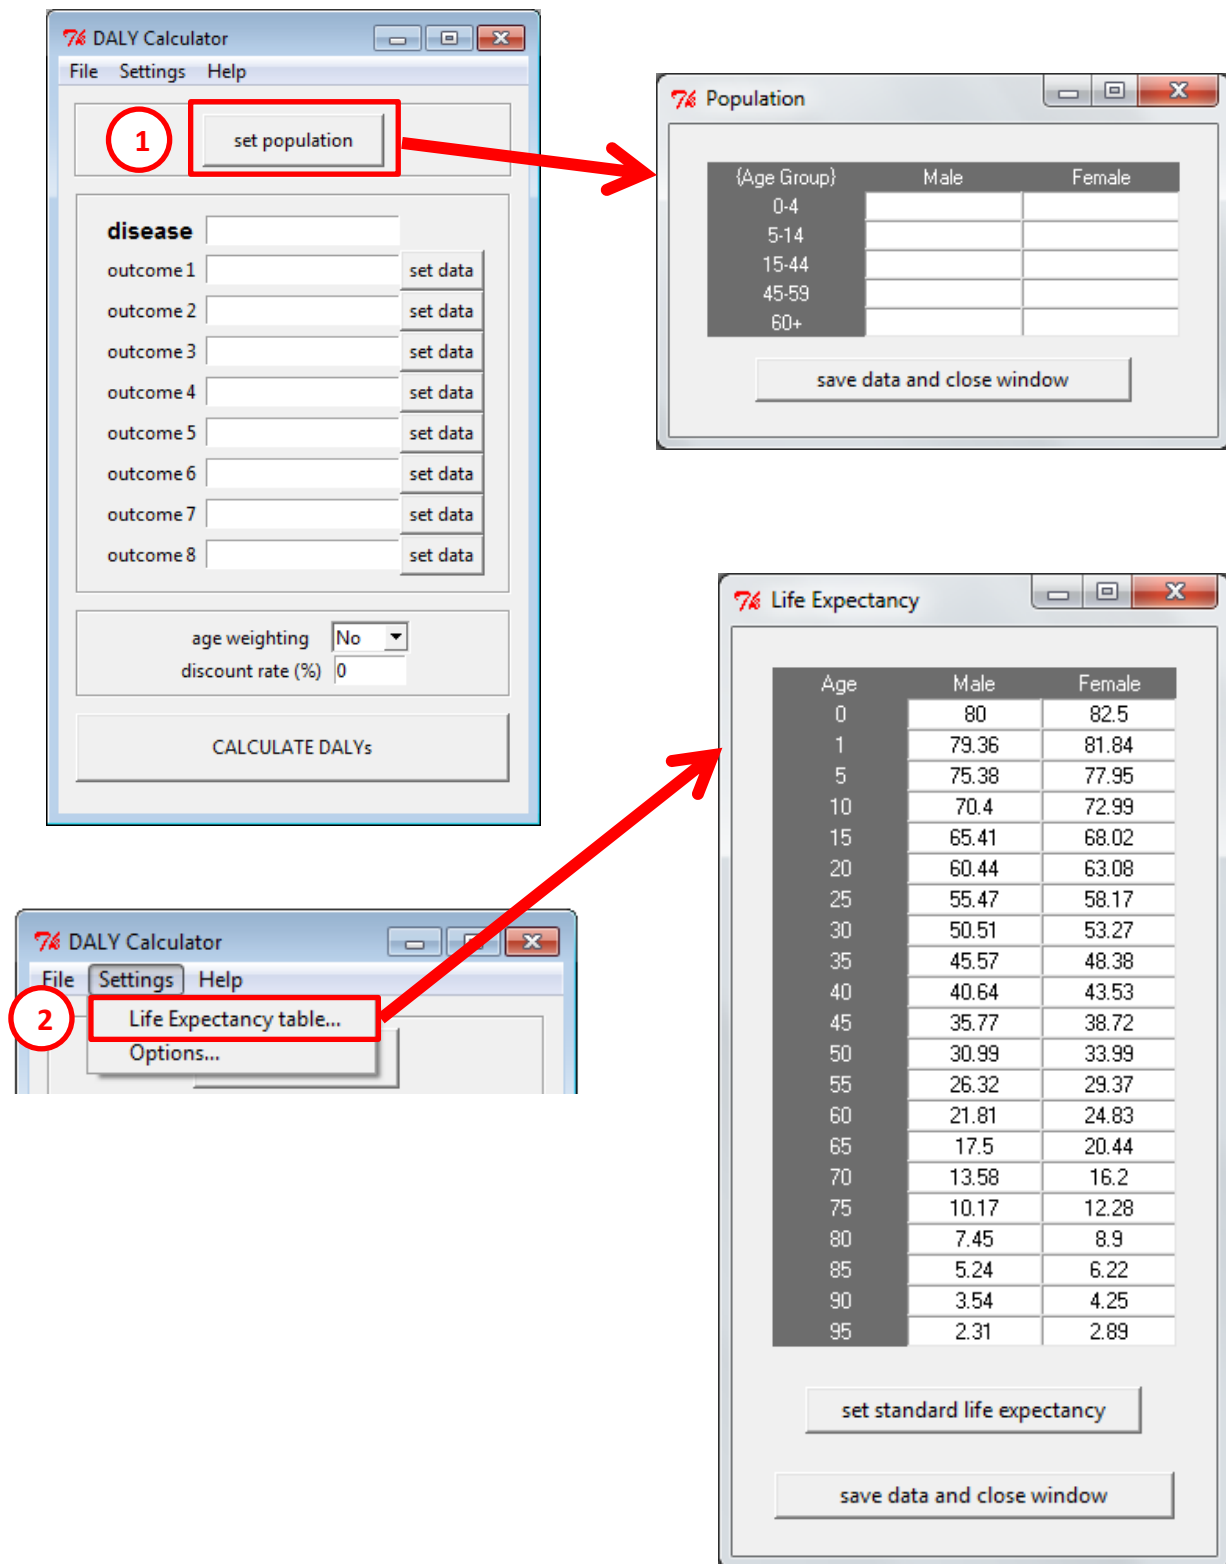 DALY Calculator
File Settings Help
1
set population
disease
outcome 1 set data
outcome 2 set data
outcome 3 set data
outcome 4 set data
outcome 5 set data
outcome 6 set data
outcome 7 set data
outcome 8 set data
age weighting No
discount rate (%) 0
CALCULATE DALYs
Population
{Age Group} Male Female
0-4
5-14
15-44
45-59
60+
save data and close window
DALY Calculator
File Settings Help
2
Life Expectancy table...
Options...
Life Expectancy
Age Male Female
0 80 82.5
1 79.36 81.84
5 75.38 77.95
10 70.4 72.99
15 65.41 68.02
20 60.44 63.08
25 55.47 58.17
30 50.51 53.27
35 45.57 48.38
40 40.64 43.53
45 35.77 38.72
50 30.99 33.99
55 26.32 29.37
60 21.81 24.83
65 17.5 20.44
70 13.58 16.2
75 10.17 12.28
80 7.45 8.9
85 5.24 6.22
90 3.54 4.25
95 2.31 2.89
set standard life expectancy
save data and close window